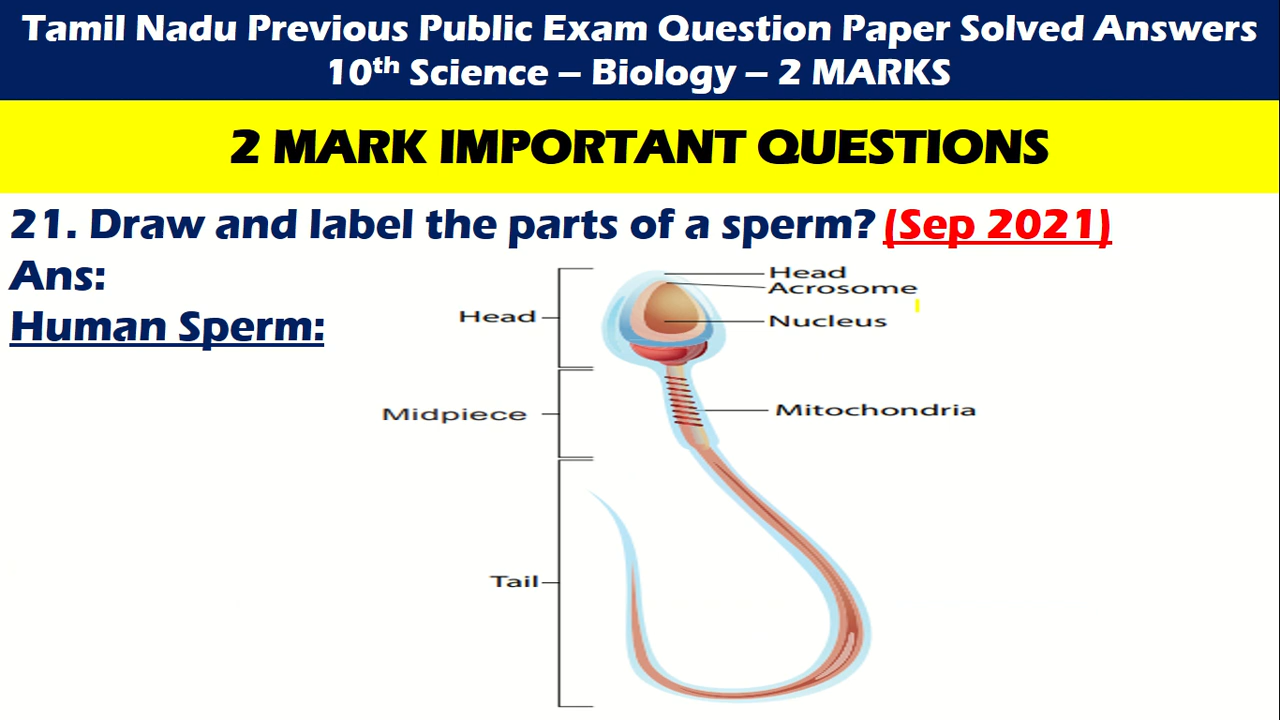 Tamil Nadu Previous Public Exam Question Paper Solved Answers
10th Science – Biology – 2 MARKS
2 MARK IMPORTANT QUESTIONS
21. Draw and label the parts of a sperm? (Sep 2021)
Ans:
Human Sperm:
Head
Acrosome
Head
Nucleus
Midpiece
Mitochondria
Tail